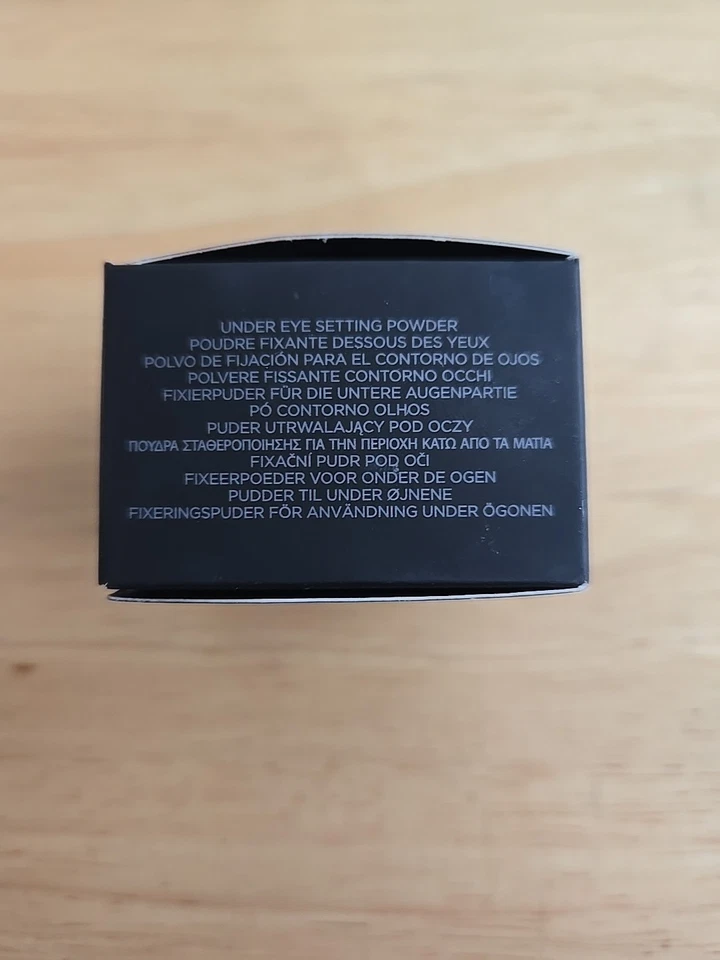 UNDER EYE SETTING POWDER
POUDRE FIXANTE DESSOUS DES YEUX
POLVO DE FIJACIÓN PARA EL CONTORNO DE OJOS
POLVERE FISSANTE CONTORNO OCCHI
FIXIERPUDER FÜR DIE UNTERE AUGENPARTIE
PÓ CONTORNO OLHOS
PUDER UTRWALAJĄCY POD OCZY
ΠΟΥΔΡΑ ΣΤΑΘΕΡΟΠΟΙΗΣΗΣ ΓΙΑ ΤΗΝ ΠΕΡΙΟΧΗ ΚΑΤΩ ΑΠΟ ΤΑ ΜΑΤΙΑ
FIXAČNÍ PUDR POD OČI
FIXEERPOEDER VOOR ONDER DE OGEN
PUDDER TIL UNDER ØJNENE
FIXERINGSPUDER FÖR ANVÄNDNING UNDER ÖGONEN